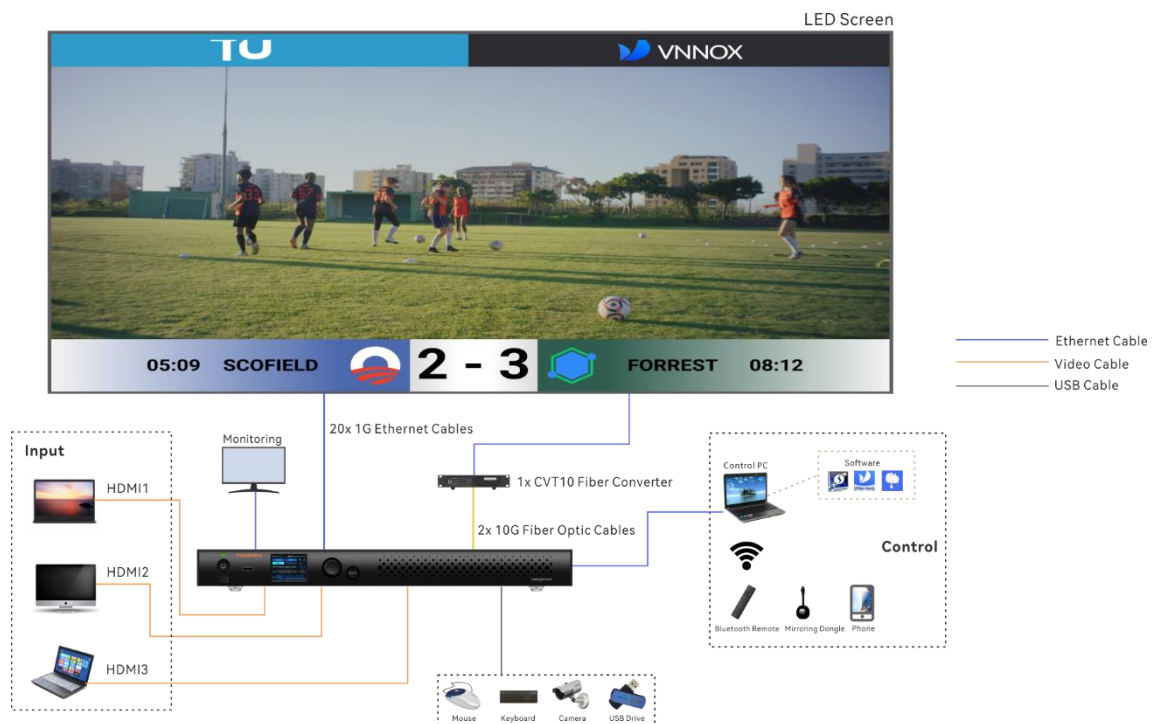 LED Screen
TU
VNNOX
05:09 SCOFIELD 2 - 3 FORREST 08:12
Ethernet Cable
Video Cable
USB Cable
20x 1G Ethernet Cables
Input
Monitoring
HDMI1
1x CVT10 Fiber Converter
Control PC
Software
2x 10G Fiber Optic Cables
Control
HDMI2
Bluetooth Remote
Mirroring Dongle
Phone
HDMI3
Mouse
Keyboard
Camera
USB Drive